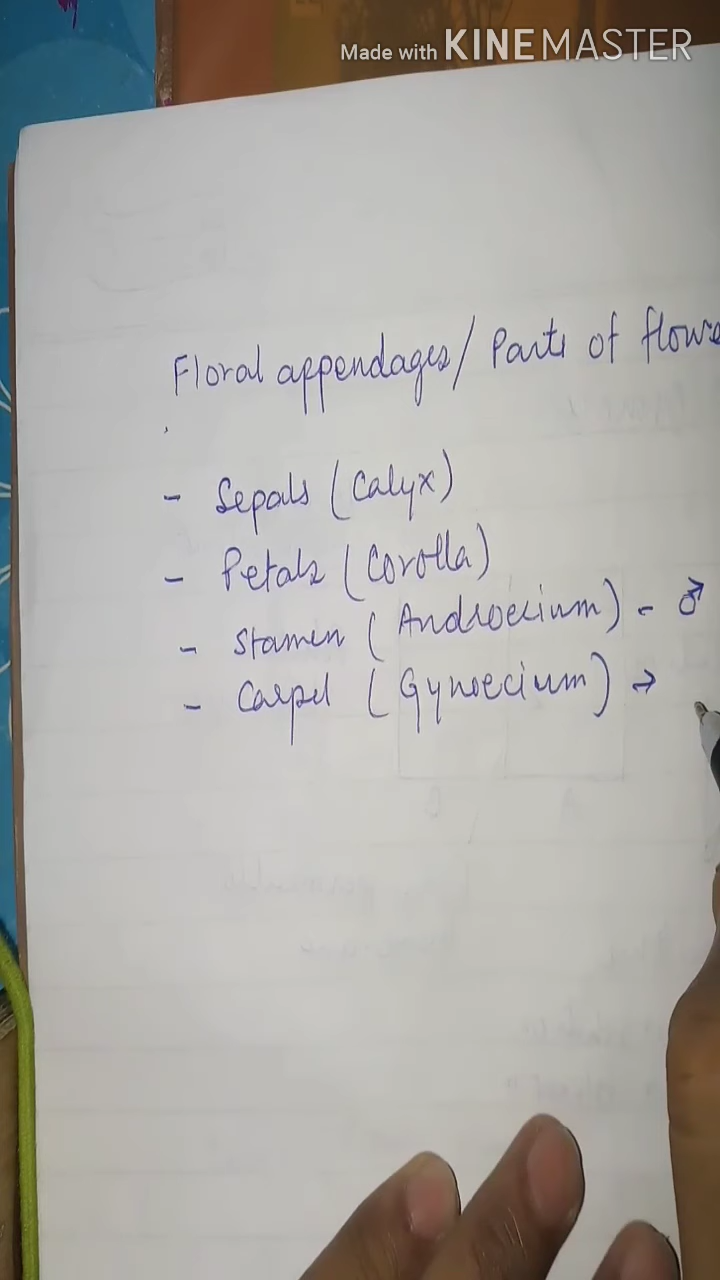 Made with KINEMASTER
Floral appendages/ Parts of flowe
- Sepals (Calyx)
- Petals (Corolla)
- Stamen (Androecium) - ♂
- Carpel (Gynoecium) →